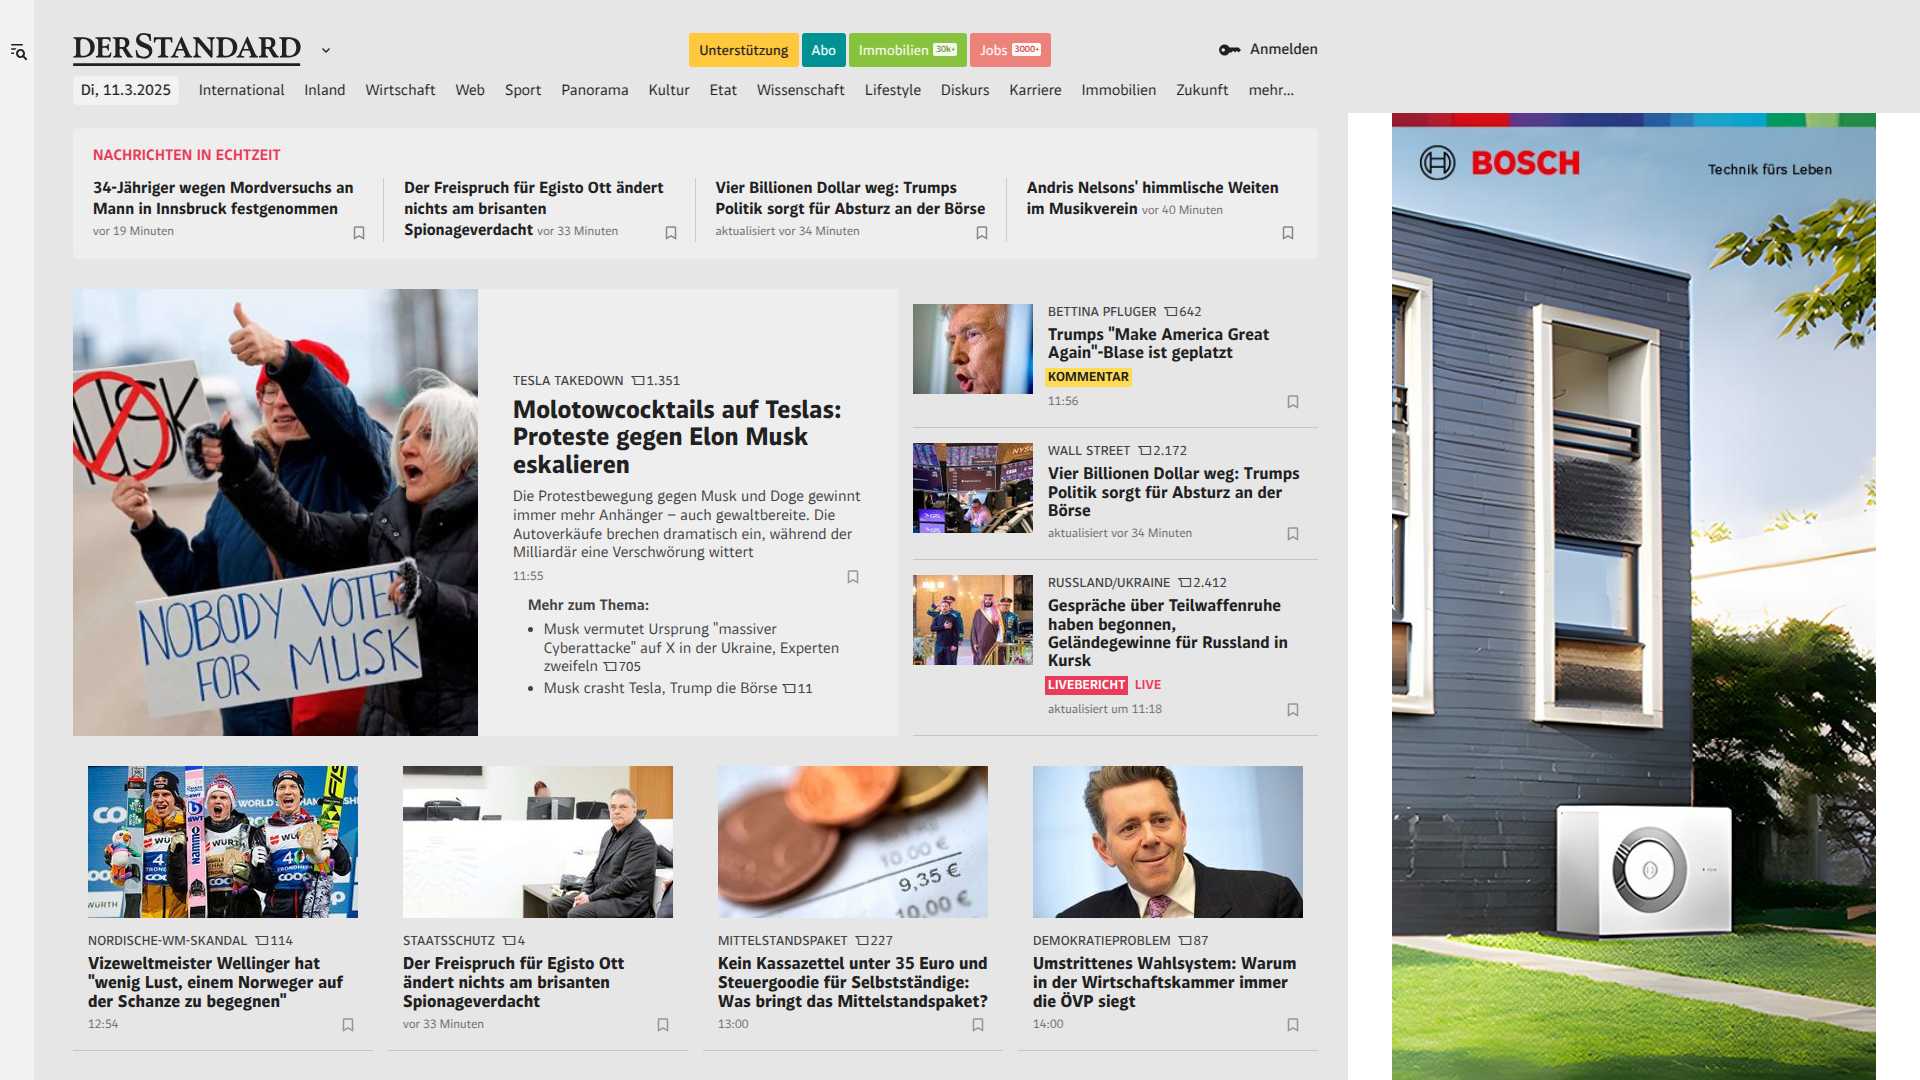 DERSTANDARD
Unterstützung
Abo
Immobilien 30k+
Jobs 3000+
Anmelden
Di, 11.3.2025
International
Inland
Wirtschaft
Web
Sport
Panorama
Kultur
Etat
Wissenschaft
Lifestyle
Diskurs
Karriere
Immobilien
Zukunft
mehr...
NACHRICHTEN IN ECHTZEIT
34-Jähriger wegen Mordversuchs an
Mann in Innsbruck festgenommen
vor 19 Minuten
Der Freispruch für Egisto Ott ändert
nichts am brisanten
Spionageverdacht vor 33 Minuten
Vier Billionen Dollar weg: Trumps
Politik sorgt für Absturz an der Börse
aktualisiert vor 34 Minuten
Andris Nelsons' himmlische Weiten
im Musikverein vor 40 Minuten
MUSK
NOBODY VOTED
FOR MUSK
TESLA TAKEDOWN 1.351
Molotowcocktails auf Teslas:
Proteste gegen Elon Musk
eskalieren
Die Protestbewegung gegen Musk und Doge gewinnt
immer mehr Anhänger – auch gewaltbereite. Die
Autoverkäufe brechen dramatisch ein, während der
Milliardär eine Verschwörung wittert
11:55
Mehr zum Thema:
• Musk vermutet Ursprung "massiver
Cyberattacke" auf X in der Ukraine, Experten
zweifeln 705
• Musk crasht Tesla, Trump die Börse 11
BETTINA PFLUGER 642
Trumps "Make America Great
Again"-Blase ist geplatzt
KOMMENTAR
11:56
WALL STREET 2.172
Vier Billionen Dollar weg: Trumps
Politik sorgt für Absturz an der
Börse
aktualisiert vor 34 Minuten
RUSSLAND/UKRAINE 2.412
Gespräche über Teilwaffenruhe
haben begonnen,
Geländegewinne für Russland in
Kursk
LIVEBERICHT LIVE
aktualisiert um 11:18
NORDISCHE-WM-SKANDAL 114
Vizeweltmeister Wellinger hat
"wenig Lust, einem Norweger auf
der Schanze zu begegnen"
12:54
STAATSSCHUTZ 4
Der Freispruch für Egisto Ott
ändert nichts am brisanten
Spionageverdacht
vor 33 Minuten
10.00 €
9,35 €
10.00 €
MITTELSTANDSPAKET 227
Kein Kassazettel unter 35 Euro und
Steuergoodie für Selbstständige:
Was bringt das Mittelstandspaket?
13:00
DEMOKRATIEPROBLEM 87
Umstrittenes Wahlsystem: Warum
in der Wirtschaftskammer immer
die ÖVP siegt
14:00
BOSCH
Technik fürs Leben